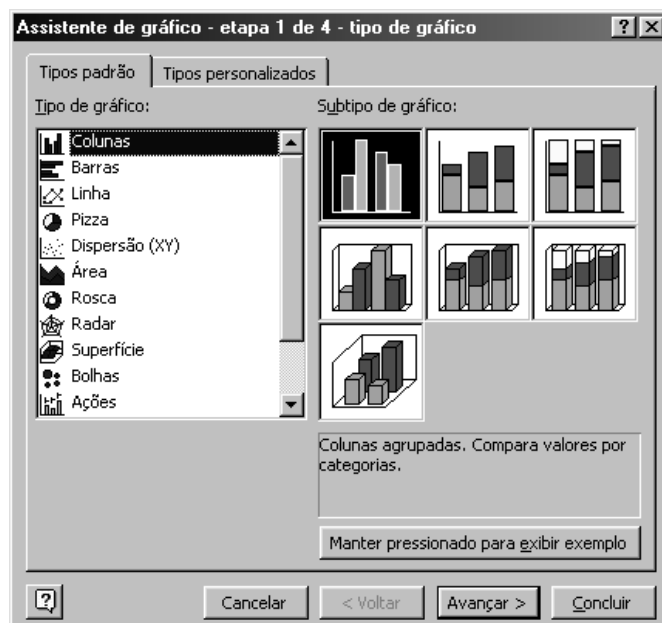 Assistente de gráfico - etapa 1 de 4 - tipo de gráfico
Tipos padrão
Tipos personalizados
Tipo de gráfico:
Colunas
Barras
Linha
Pizza
Dispersão (XY)
Área
Rosca
Radar
Superfície
Bolhas
Ações
Subtipo de gráfico:
Colunas agrupadas. Compara valores por
categorias.
Manter pressionado para exibir exemplo
Cancelar
< Voltar
Avançar >
Concluir